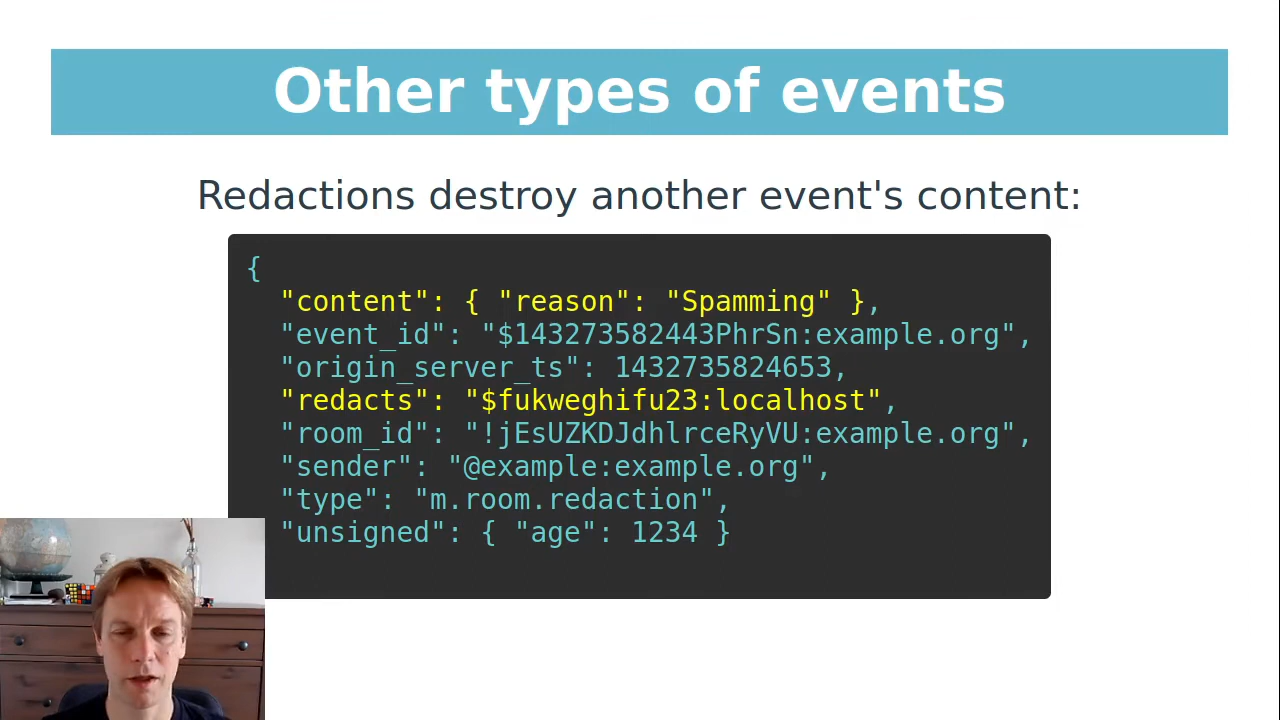 Other types of events
Redactions destroy another event's content:
{
"content": { "reason": "Spamming" },
"event_id": "$143273582443PhrSn:example.org",
"origin_server_ts": 1432735824653,
"redacts": "$fukweghifu23:localhost",
"room_id": "!jEsUZKDJdhlrceRyVU:example.org",
"sender": "@example:example.org",
"type": "m.room.redaction",
"unsigned": { "age": 1234 }